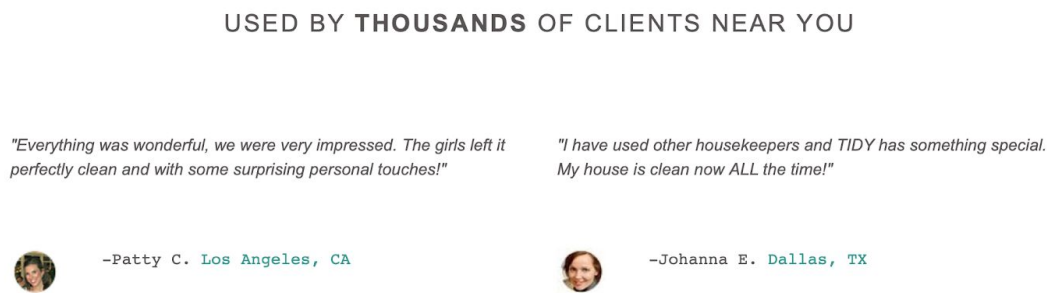 USED BY THOUSANDS OF CLIENTS NEAR YOU
"Everything was wonderful, we were very impressed. The girls left it
perfectly clean and with some surprising personal touches!"
–Patty C. Los Angeles, CA
"I have used other housekeepers and TIDY has something special.
My house is clean now ALL the time!"
–Johanna E. Dallas, TX